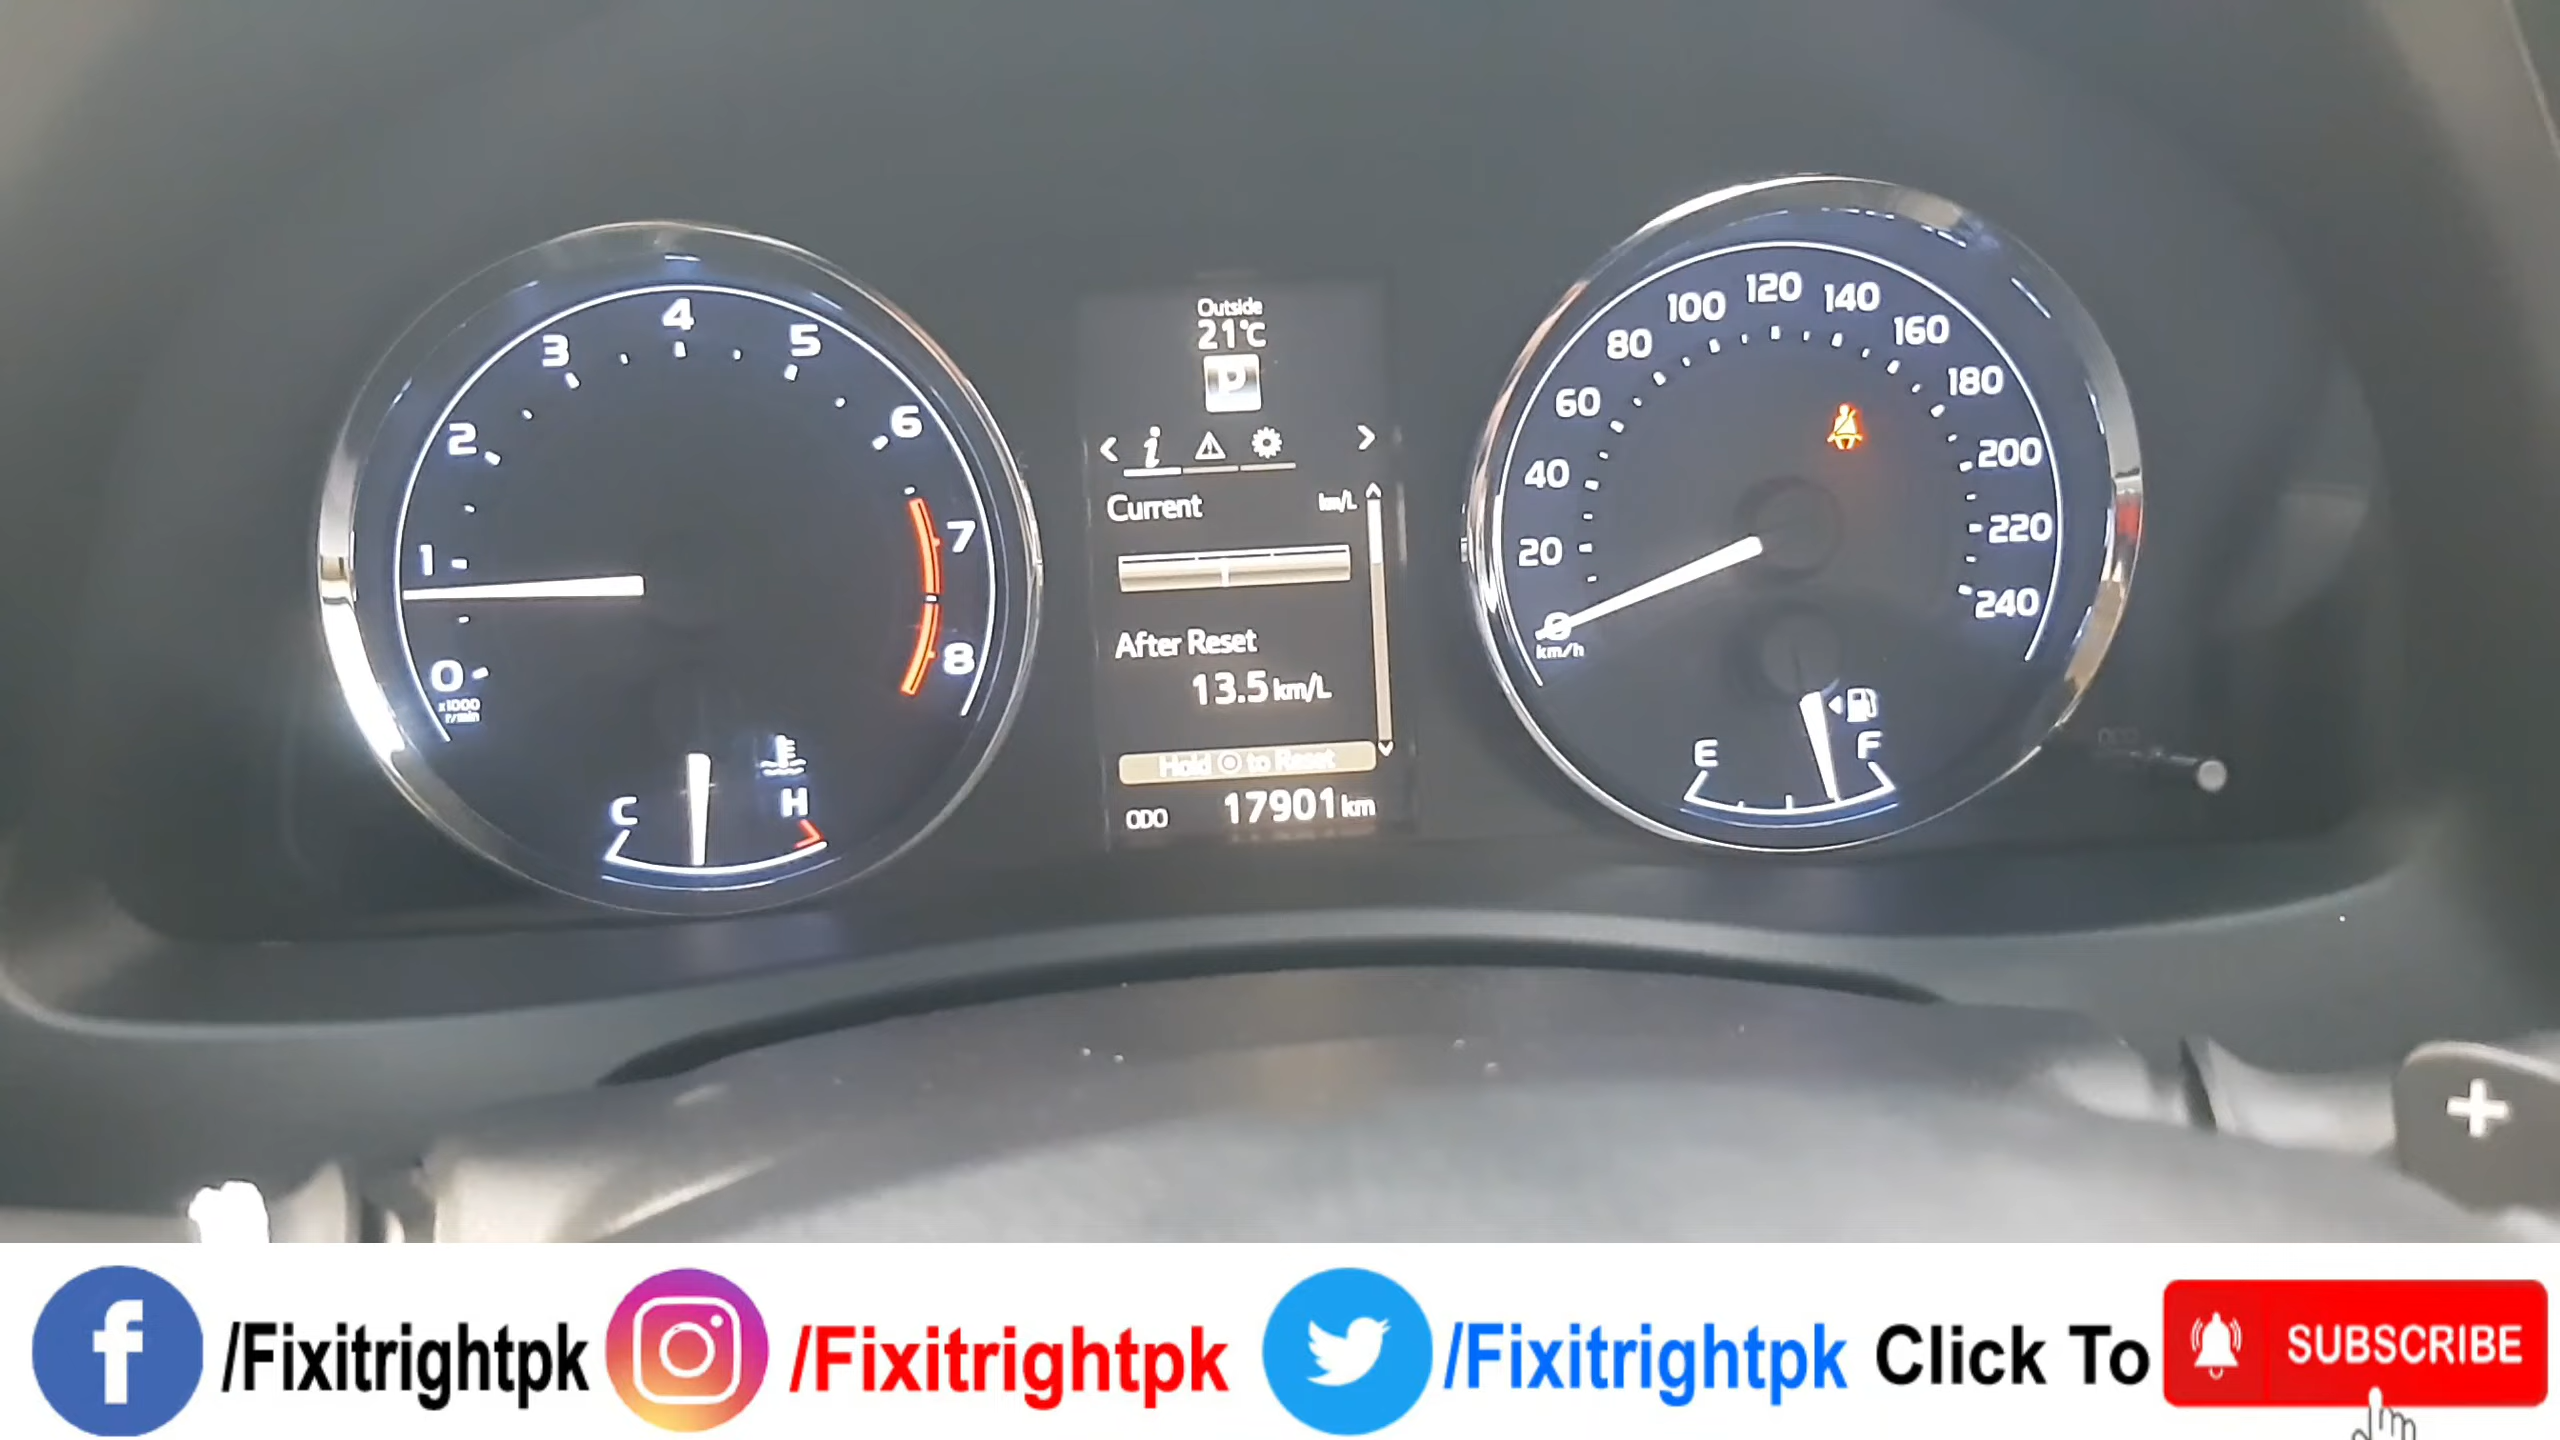 0
1
2
3
4
5
6
7
8
x1000
r/min
C
H
Outside
21°C
P
Current
km/L
After Reset
13.5 km/L
Hold to Reset
ODO 17901 km
0
20
40
60
80
100
120
140
160
180
200
220
240
km/h
E
F
+
/Fixitrightpk /Fixitrightpk /Fixitrightpk Click To SUBSCRIBE